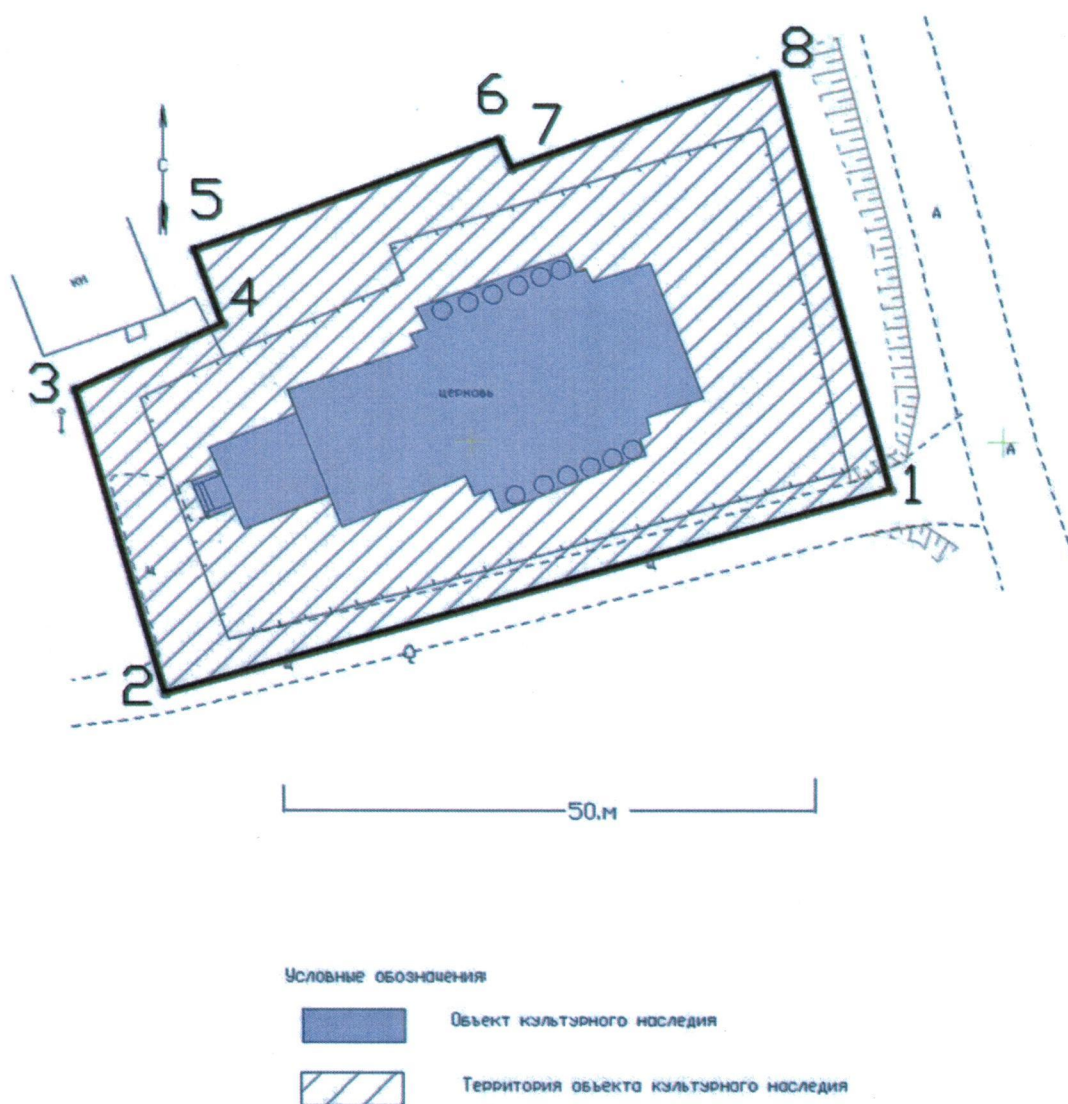 8
6
7
С
5
А
КН
4
3
церковь
А
1
ч
ч
2
ч
50.м
Условные обозначения:
Объект культурного наследия
Территория объекта культурного наследия